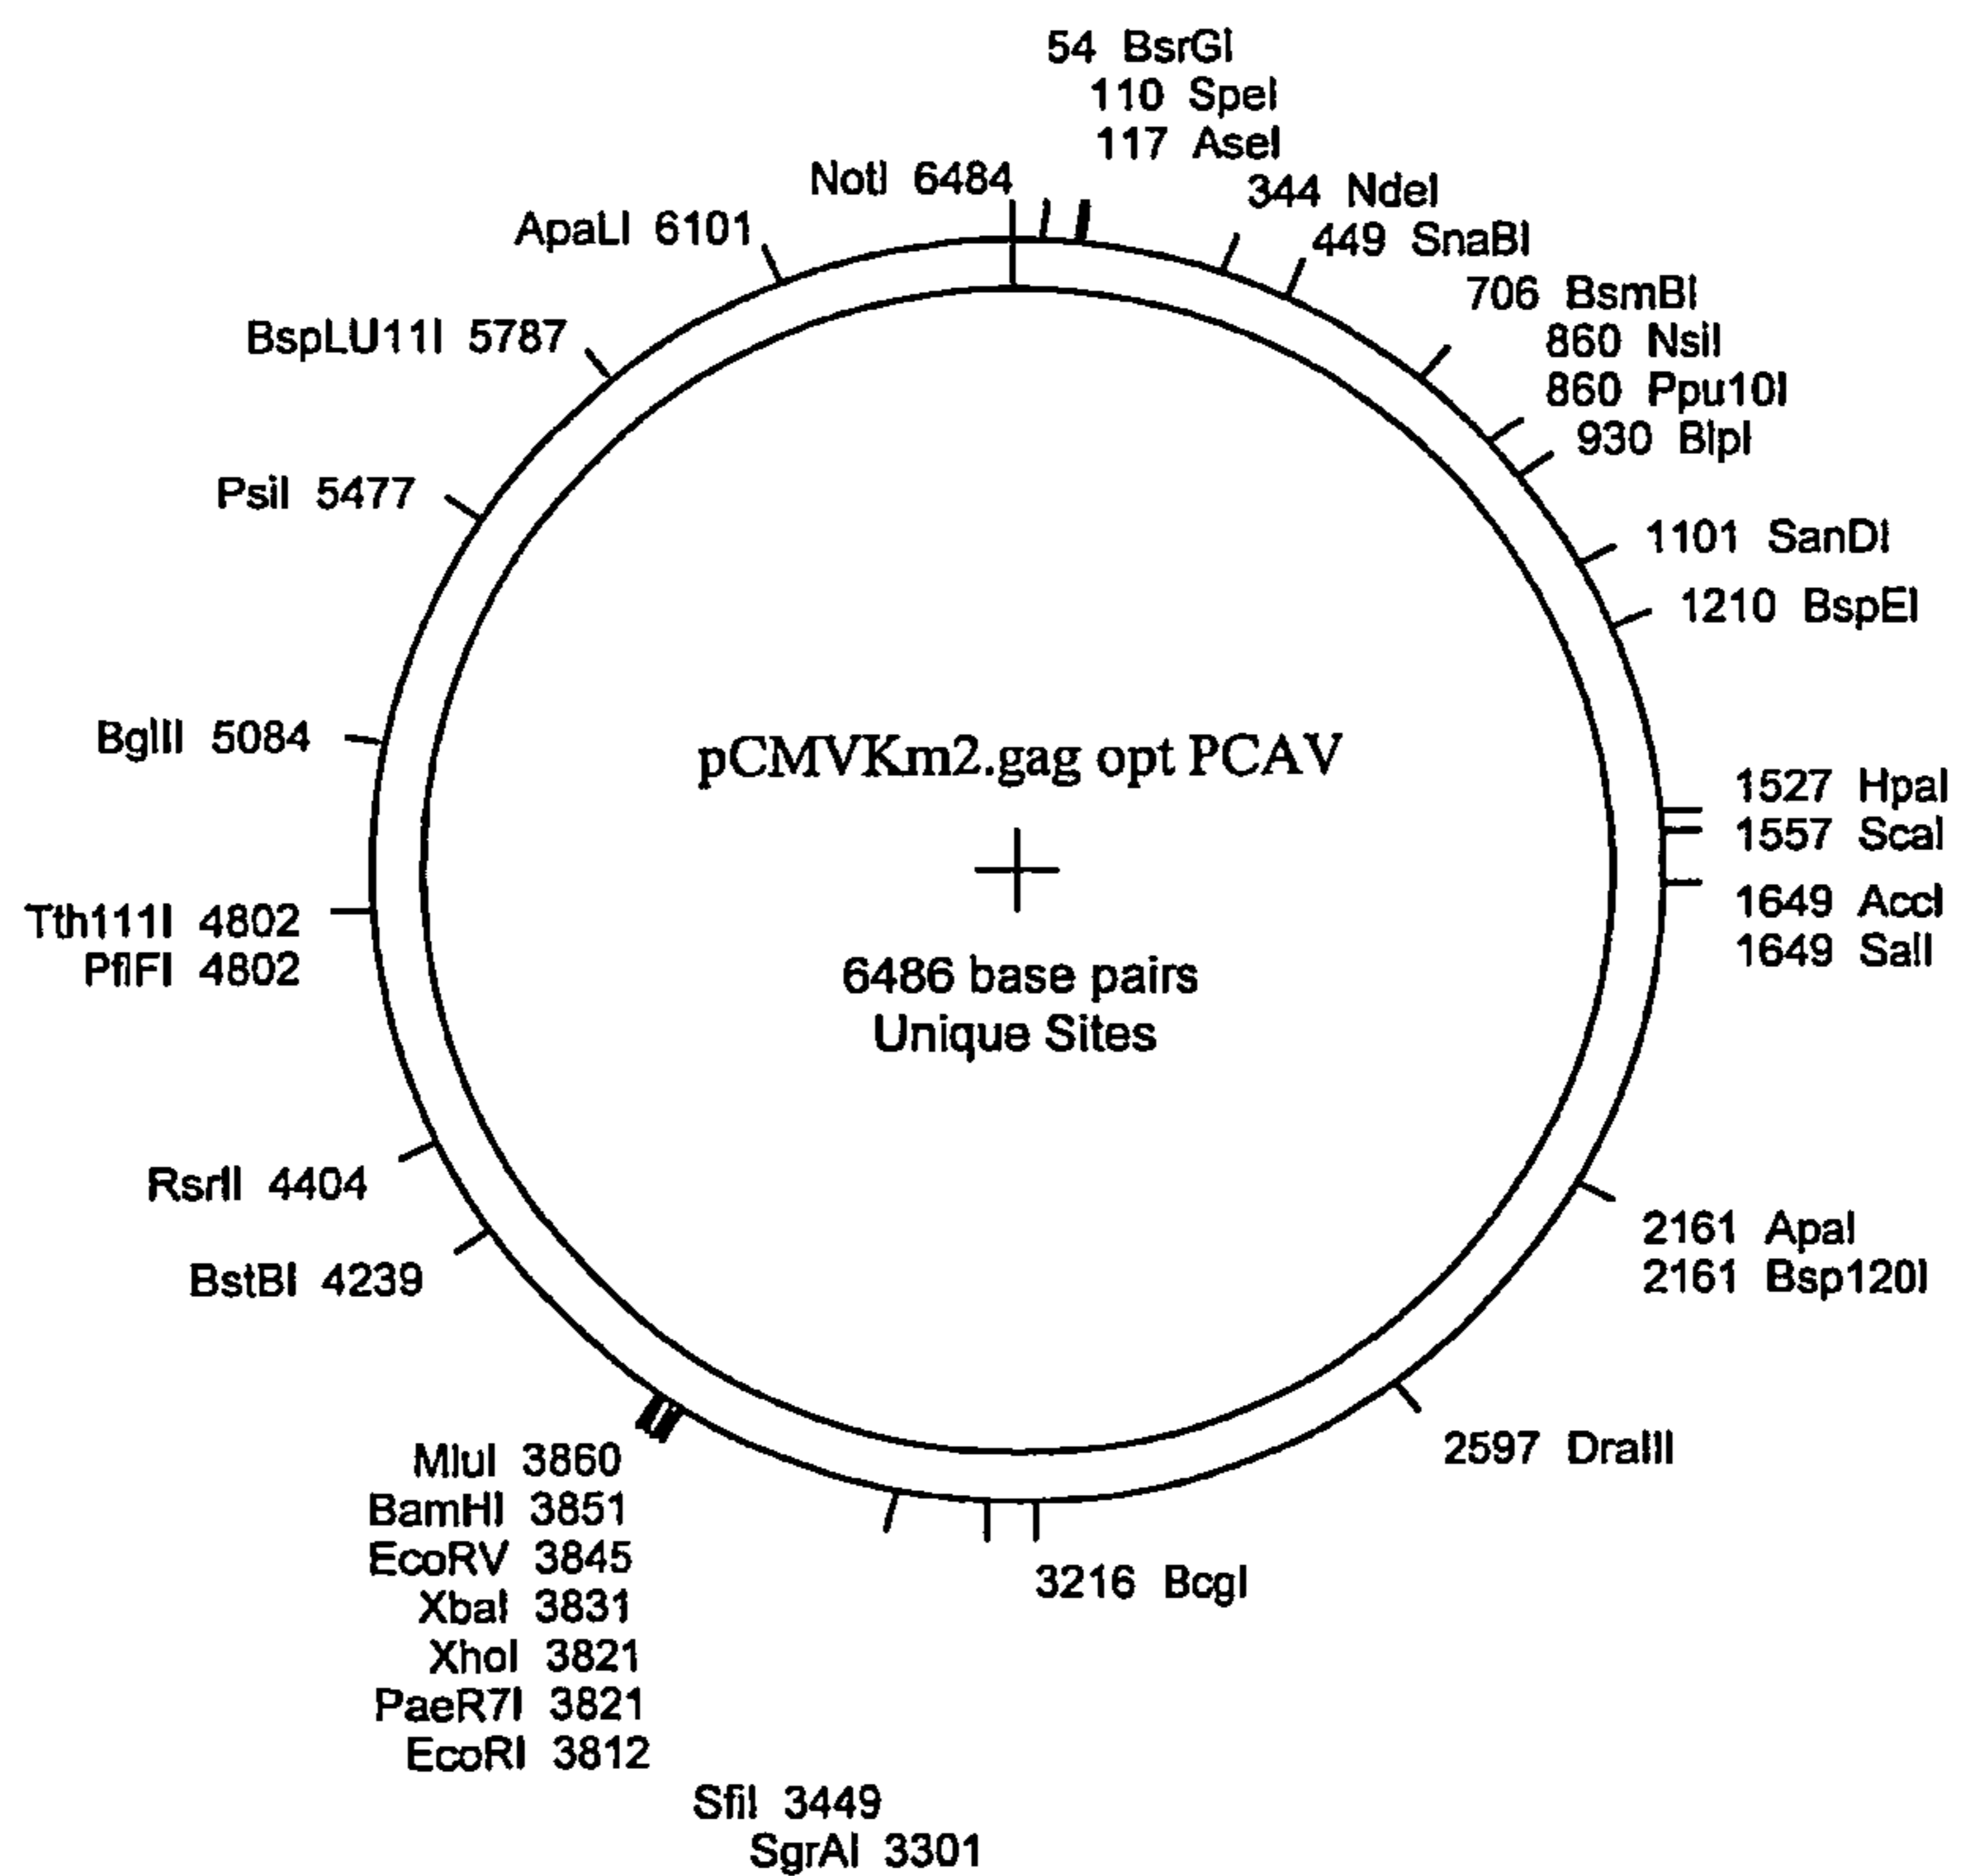 54 BsrGI
110 SpeI
117 AseI
NotI 6484
344 NdeI
ApaLI 6101
449 SnaBI
706 BsmBI
BspLU11I 5787
860 NsiI
860 Ppu10I
930 BlpI
PsiI 5477
1101 SanDI
1210 BspEI
BglII 5084
pCMVKm2.gag opt PCAV
1527 HpaI
1557 ScaI
1649 AccI
1649 SalI
Tth111I 4802
PflFI 4802
6486 base pairs
Unique Sites
RsrII 4404
2161 ApaI
2161 Bsp120I
BstBI 4239
2597 DraIII
MluI 3860
BamHI 3851
EcoRV 3845
XbaI 3831
XhoI 3821
PaeR7I 3821
EcoRI 3812
3216 BcgI
SfiI 3449
SgrAI 3301